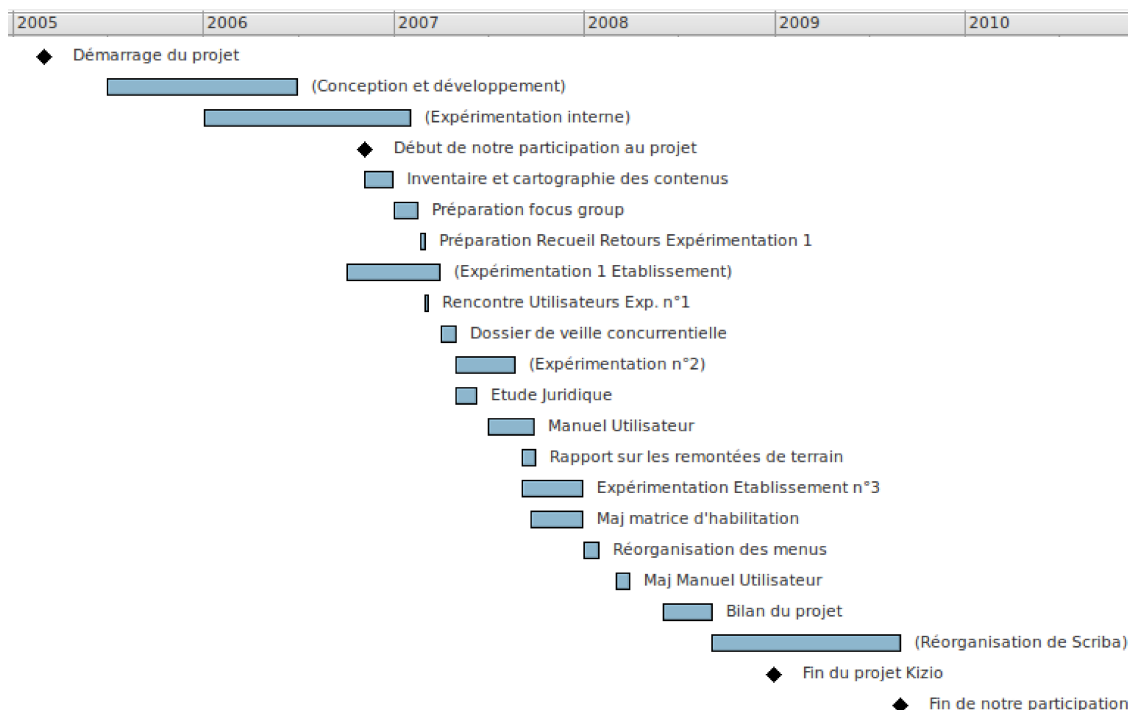 2005 2006 2007 2008 2009 2010
Démarrage du projet
(Conception et développement)
(Expérimentation interne)
Début de notre participation au projet
Inventaire et cartographie des contenus
Préparation focus group
Préparation Recueil Retours Expérimentation 1
(Expérimentation 1 Etablissement)
Rencontre Utilisateurs Exp. n°1
Dossier de veille concurrentielle
(Expérimentation n°2)
Etude Juridique
Manuel Utilisateur
Rapport sur les remontées de terrain
Expérimentation Etablissement n°3
Maj matrice d'habilitation
Réorganisation des menus
Maj Manuel Utilisateur
Bilan du projet
(Réorganisation de Scriba)
Fin du projet Kizio
Fin de notre participation